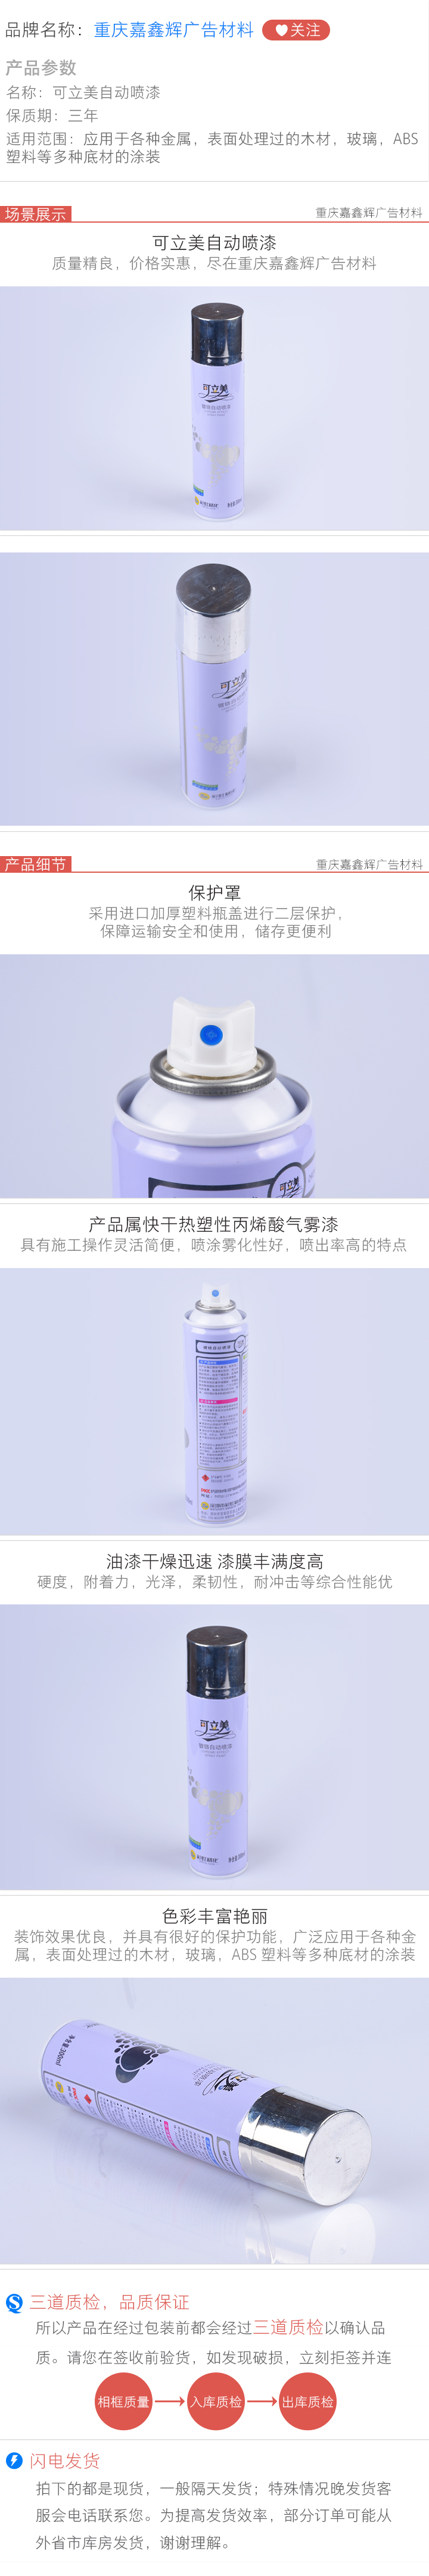 品牌名称：重庆嘉鑫辉广告材料 关注
产品参数
名称：可立美自动喷漆
保质期：三年
适用范围：应用于各种金属，表面处理过的木材，玻璃，ABS
塑料等多种底材的涂装
场景展示 重庆嘉鑫辉广告材料
可立美自动喷漆
质量精良，价格实惠，尽在重庆嘉鑫辉广告材料
可立美
可立美
产品细节 重庆嘉鑫辉广告材料
保护罩
采用进口加厚塑料瓶盖进行二层保护，
保障运输安全和使用，储存更便利
可立美
产品属快干热塑性丙烯酸气雾漆
具有施工操作灵活简便，喷涂雾化性好，喷出率高的特点
油漆干燥迅速 漆膜丰满度高
硬度，附着力，光泽，柔韧性，耐冲击等综合性能优
可立美
色彩丰富艳丽
装饰效果优良，并具有很好的保护功能，广泛应用于各种金
属，表面处理过的木材，玻璃，ABS 塑料等多种底材的涂装
净含量:300ml
三道质检，品质保证
所以产品在经过包装前都会经过三道质检以确认品
质。请您在签收前验货，如发现破损，立刻拒签并连
相框质量 入库质检 出库质检
闪电发货
拍下的都是现货，一般隔天发货；特殊情况晚发货客
服会电话联系您。为提高发货效率，部分订单可能从
外省市库房发货，谢谢理解。